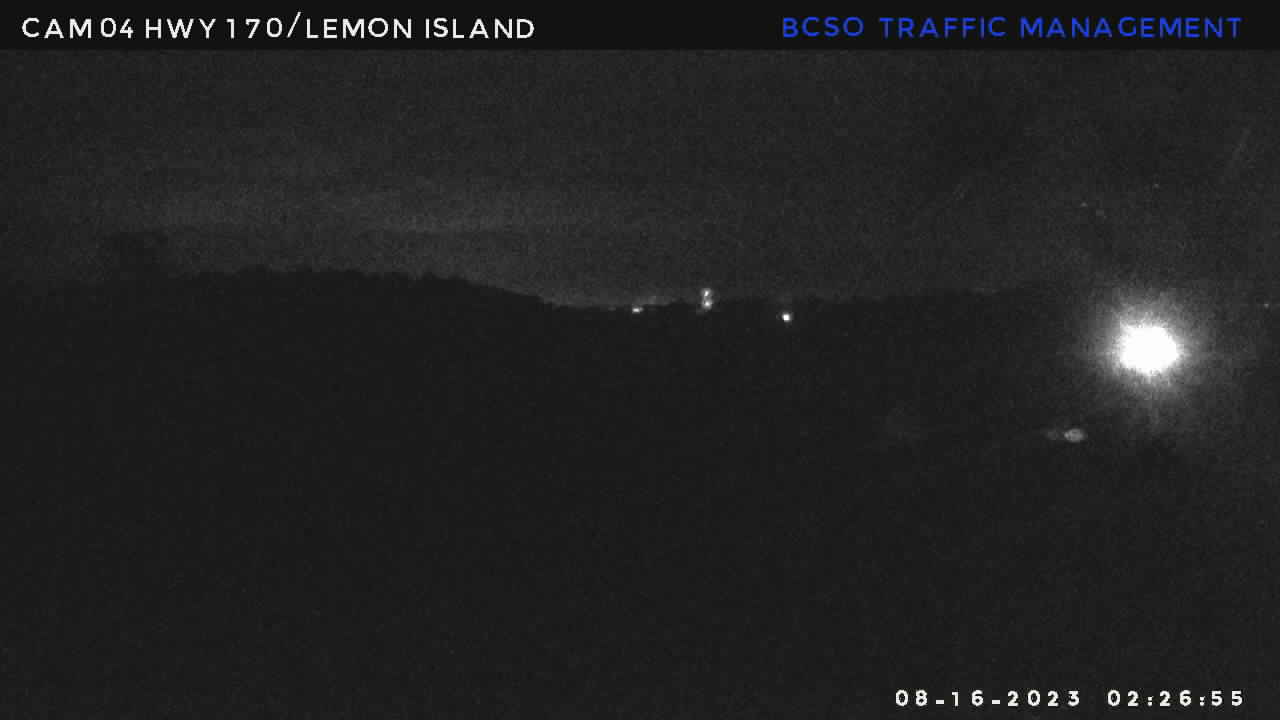 CAM 04 HWY 170/LEMON ISLAND
BCSO TRAFFIC MANAGEMENT
08-16-2023 02:26:55